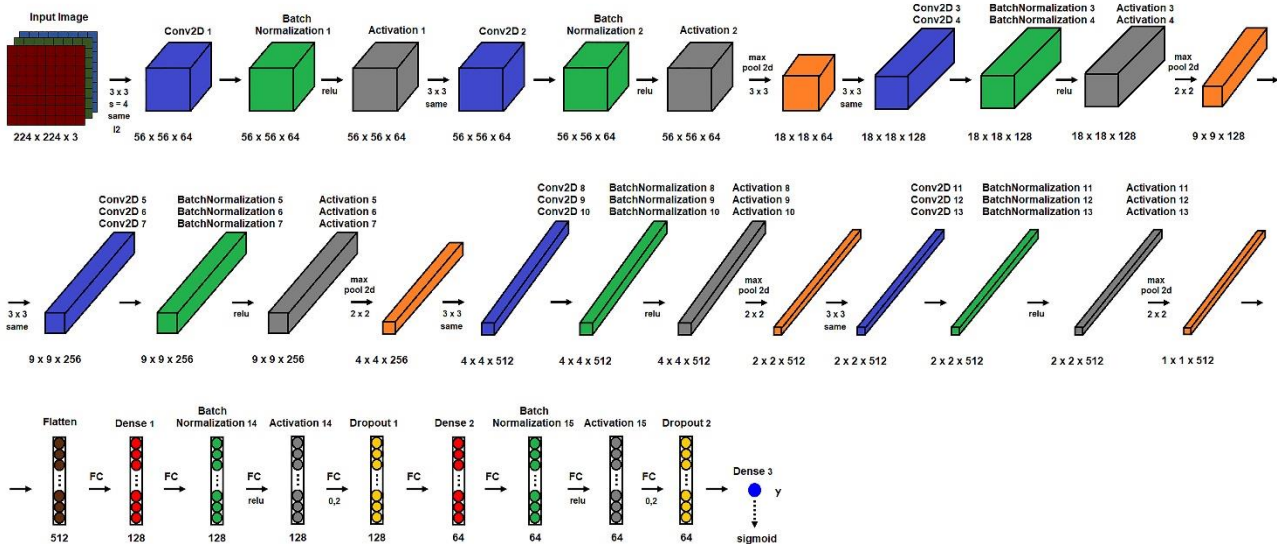 Input Image
3 x 3
s = 4
same
l2
224 x 224 x 3
Conv2D 1
56 x 56 x 64
Batch
Normalization 1
56 x 56 x 64
relu
Activation 1
56 x 56 x 64
3 x 3
same
Conv2D 2
56 x 56 x 64
Batch
Normalization 2
56 x 56 x 64
relu
Activation 2
56 x 56 x 64
max
pool 2d
3 x 3
18 x 18 x 64
3 x 3
same
Conv2D 3
Conv2D 4
18 x 18 x 128
BatchNormalization 3
BatchNormalization 4
18 x 18 x 128
relu
Activation 3
Activation 4
18 x 18 x 128
max
pool 2d
2 x 2
9 x 9 x 128
3 x 3
same
Conv2D 5
Conv2D 6
Conv2D 7
9 x 9 x 256
BatchNormalization 5
BatchNormalization 6
BatchNormalization 7
9 x 9 x 256
relu
Activation 5
Activation 6
Activation 7
9 x 9 x 256
max
pool 2d
2 x 2
4 x 4 x 256
3 x 3
same
Conv2D 8
Conv2D 9
Conv2D 10
4 x 4 x 512
BatchNormalization 8
BatchNormalization 9
BatchNormalization 10
4 x 4 x 512
relu
Activation 8
Activation 9
Activation 10
4 x 4 x 512
max
pool 2d
2 x 2
2 x 2 x 512
3 x 3
same
Conv2D 11
Conv2D 12
Conv2D 13
2 x 2 x 512
BatchNormalization 11
BatchNormalization 12
BatchNormalization 13
2 x 2 x 512
relu
Activation 11
Activation 12
Activation 13
2 x 2 x 512
max
pool 2d
2 x 2
1 x 1 x 512
Flatten
512
FC
Dense 1
128
FC
Batch
Normalization 14
128
FC
relu
Activation 14
128
FC
0,2
Dropout 1
128
FC
Dense 2
64
FC
Batch
Normalization 15
64
FC
relu
Activation 15
64
FC
0,2
Dropout 2
64
Dense 3
y
sigmoid